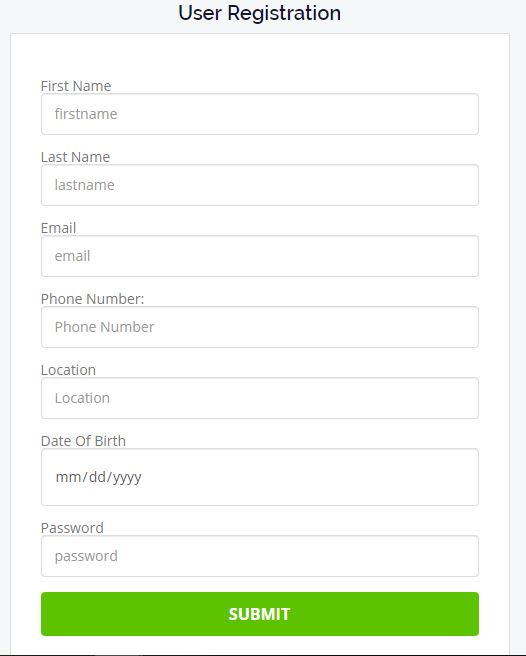 User Registration
First Name
firstname
Last Name
lastname
Email
email
Phone Number:
Phone Number
Location
Location
Date Of Birth
mm/dd/yyyy
Password
password
SUBMIT